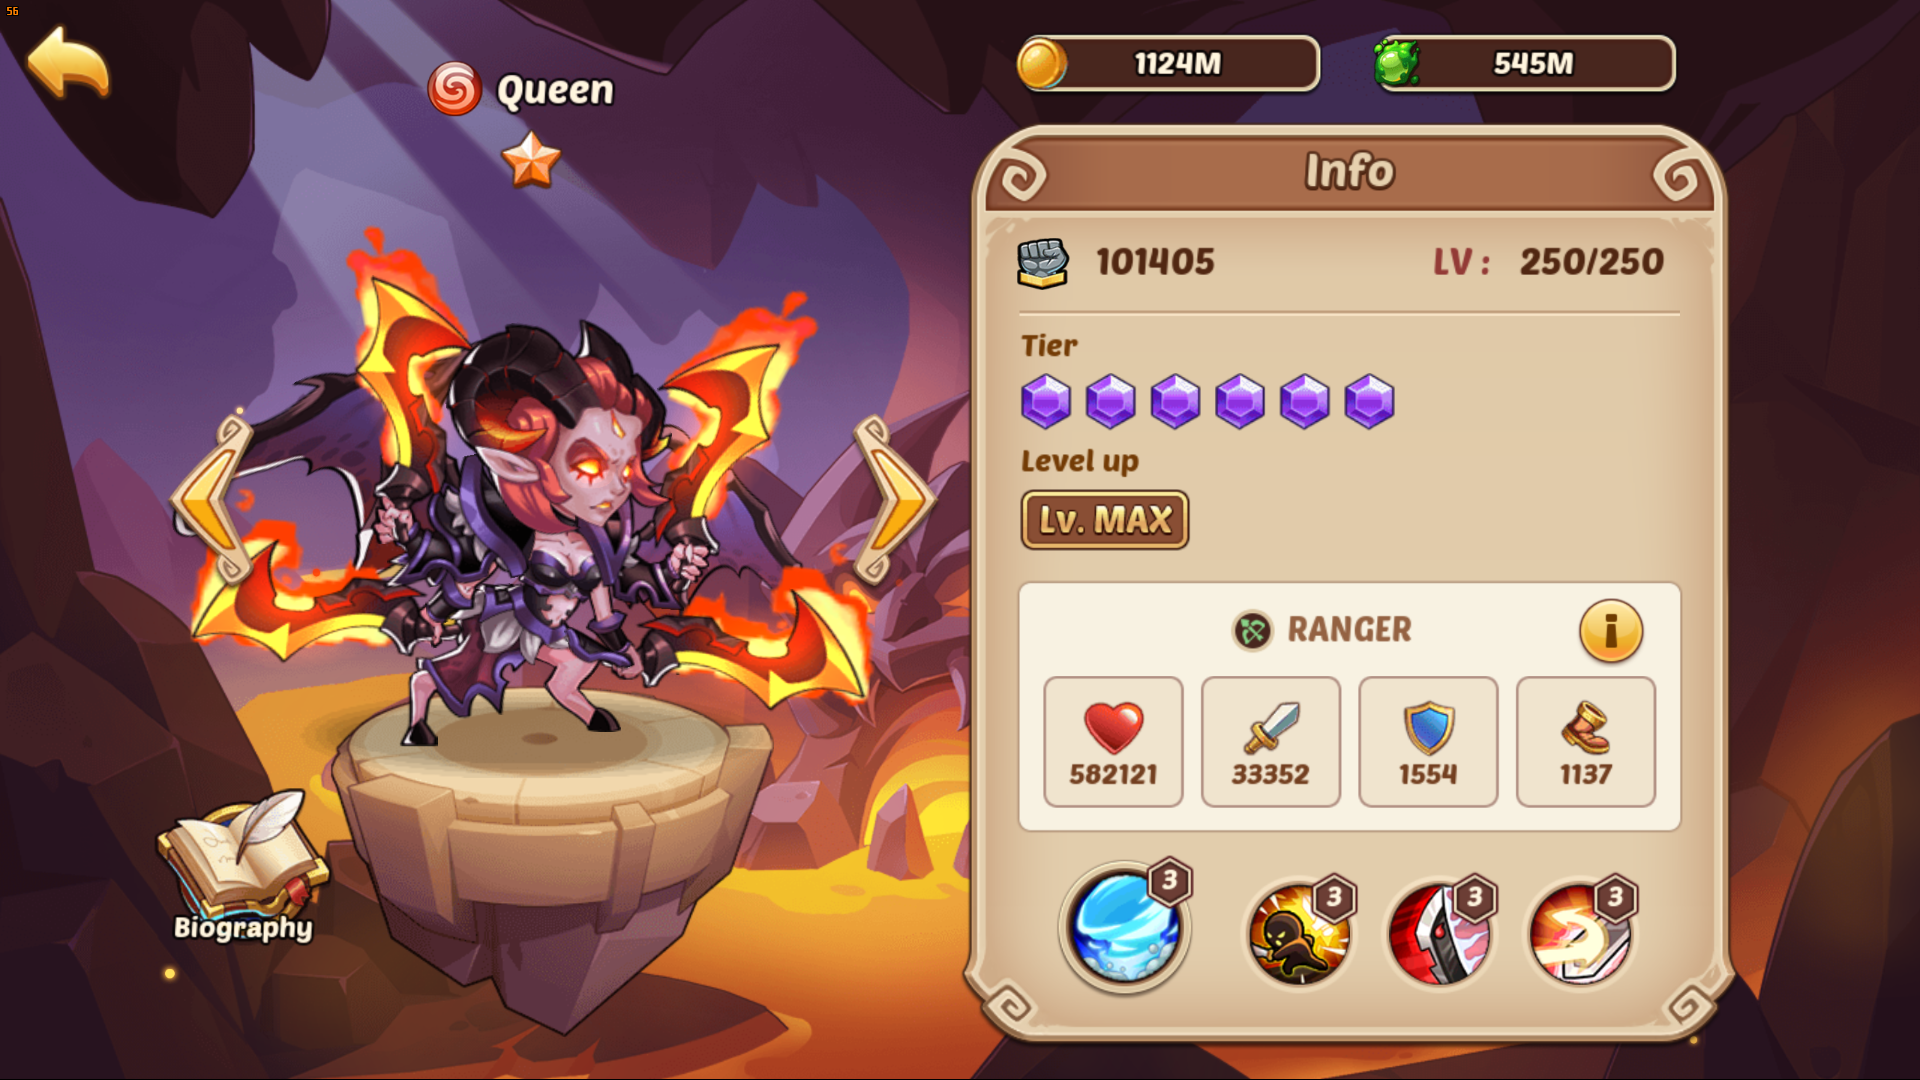 56
Queen
1124M
545M
Info
101405
LV : 250/250
Tier
Level up
Lv. MAX
RANGER
582121
33352
1554
1137
3
3
3
3
Biography